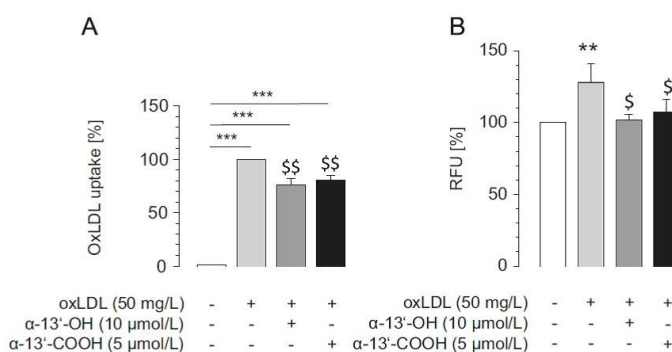 A
OxLDL uptake [%]
150
100
50
0
***
***
***
$$ $$
oxLDL (50 mg/L) - + + +
α-13‘-OH (10 µmol/L) - - + -
α-13‘-COOH (5 µmol/L) - - - +
B
RFU [%]
150
100
50
0
**
$ $
oxLDL (50 mg/L) - + + +
α-13‘-OH (10 µmol/L) - - + -
α-13‘-COOH (5 µmol/L) - - - +